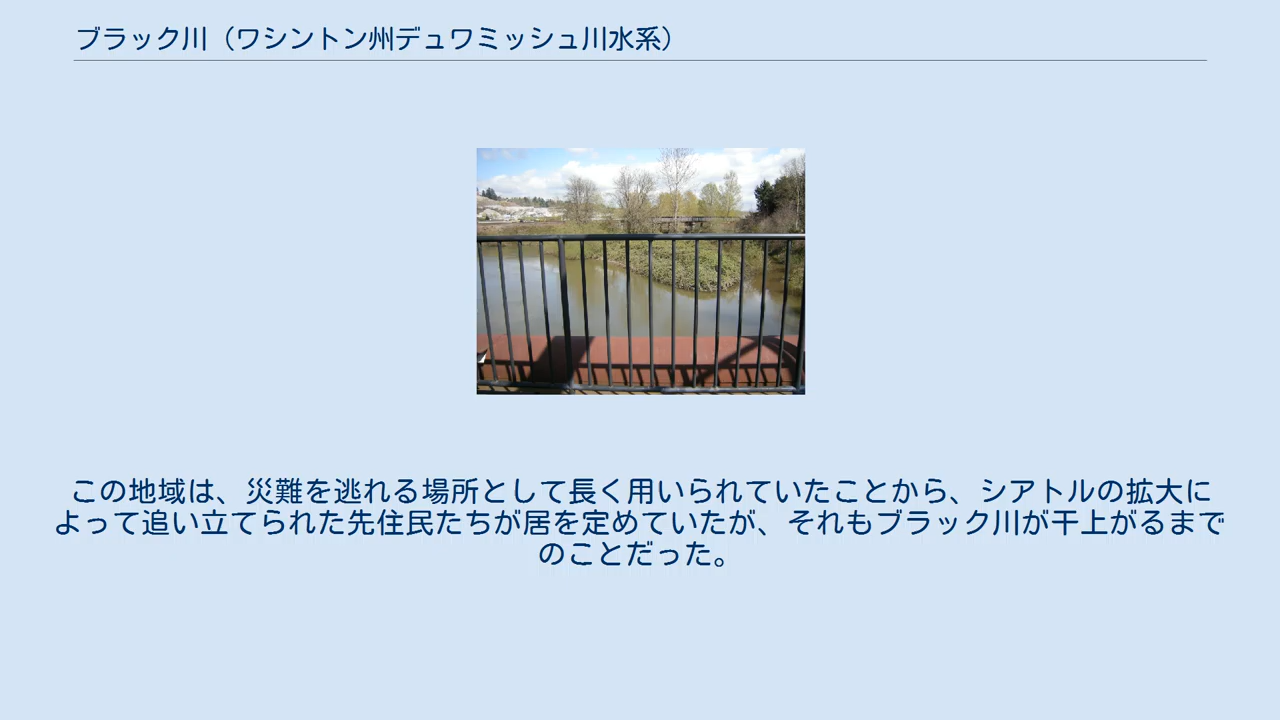 ブラック川（ワシントン州デュワミッシュ川水系）
この地域は、災難を逃れる場所として長く用いられていたことから、シアトルの拡大に
よって追い立てられた先住民たちが居を定めていたが、それもブラック川が干上がるまで
のことだった。